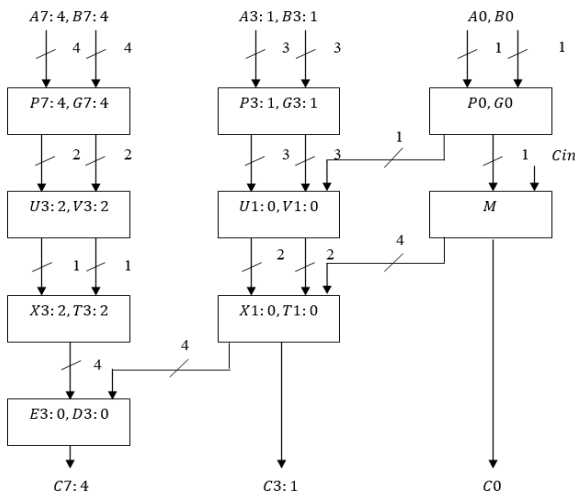 A7:4, B7:4 A3:1, B3:1 A0, B0
4 4 3 3 1 1
P7:4, G7:4 P3:1, G3:1 P0, G0
1
2 2 3 3 1 Cin
U3:2, V3:2 U1:0, V1:0 M
4
1 1 2 2
X3:2, T3:2 X1:0, T1:0
4
4
E3:0, D3:0
C7:4 C3:1 C0